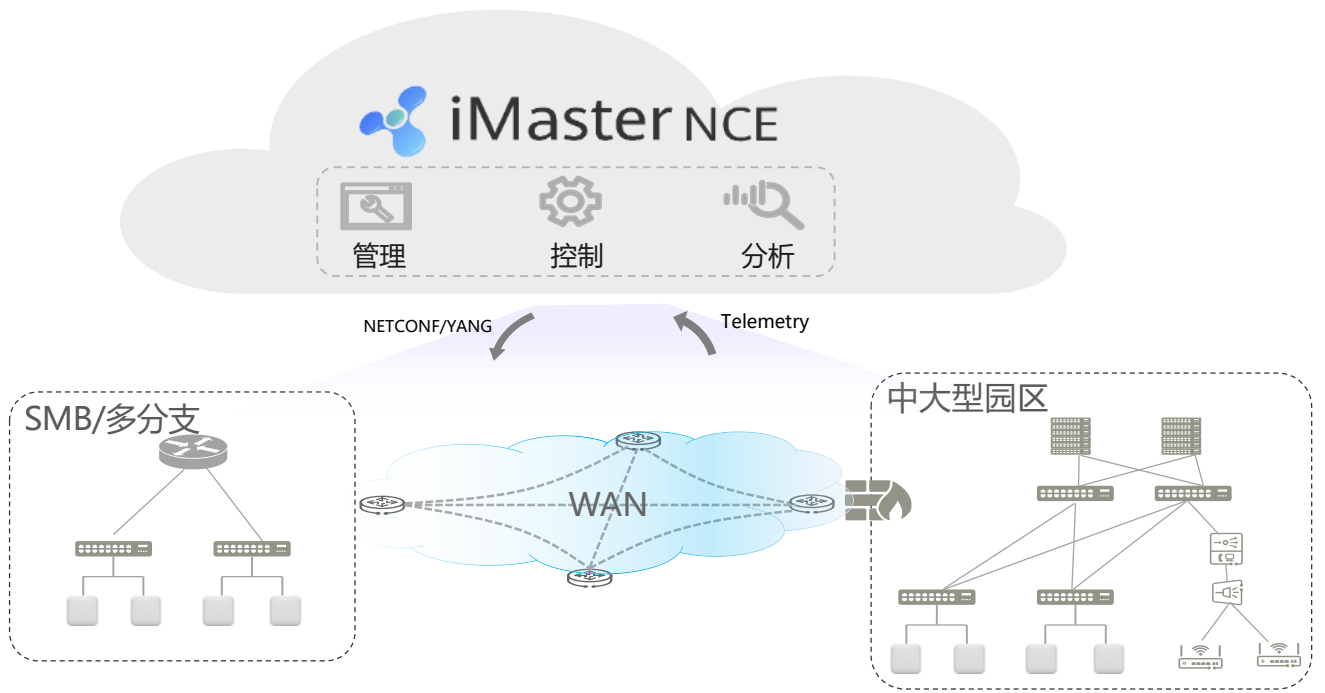 iMaster NCE
管理 控制 分析
NETCONF/YANG
Telemetry
SMB/多分支
中大型园区
WAN